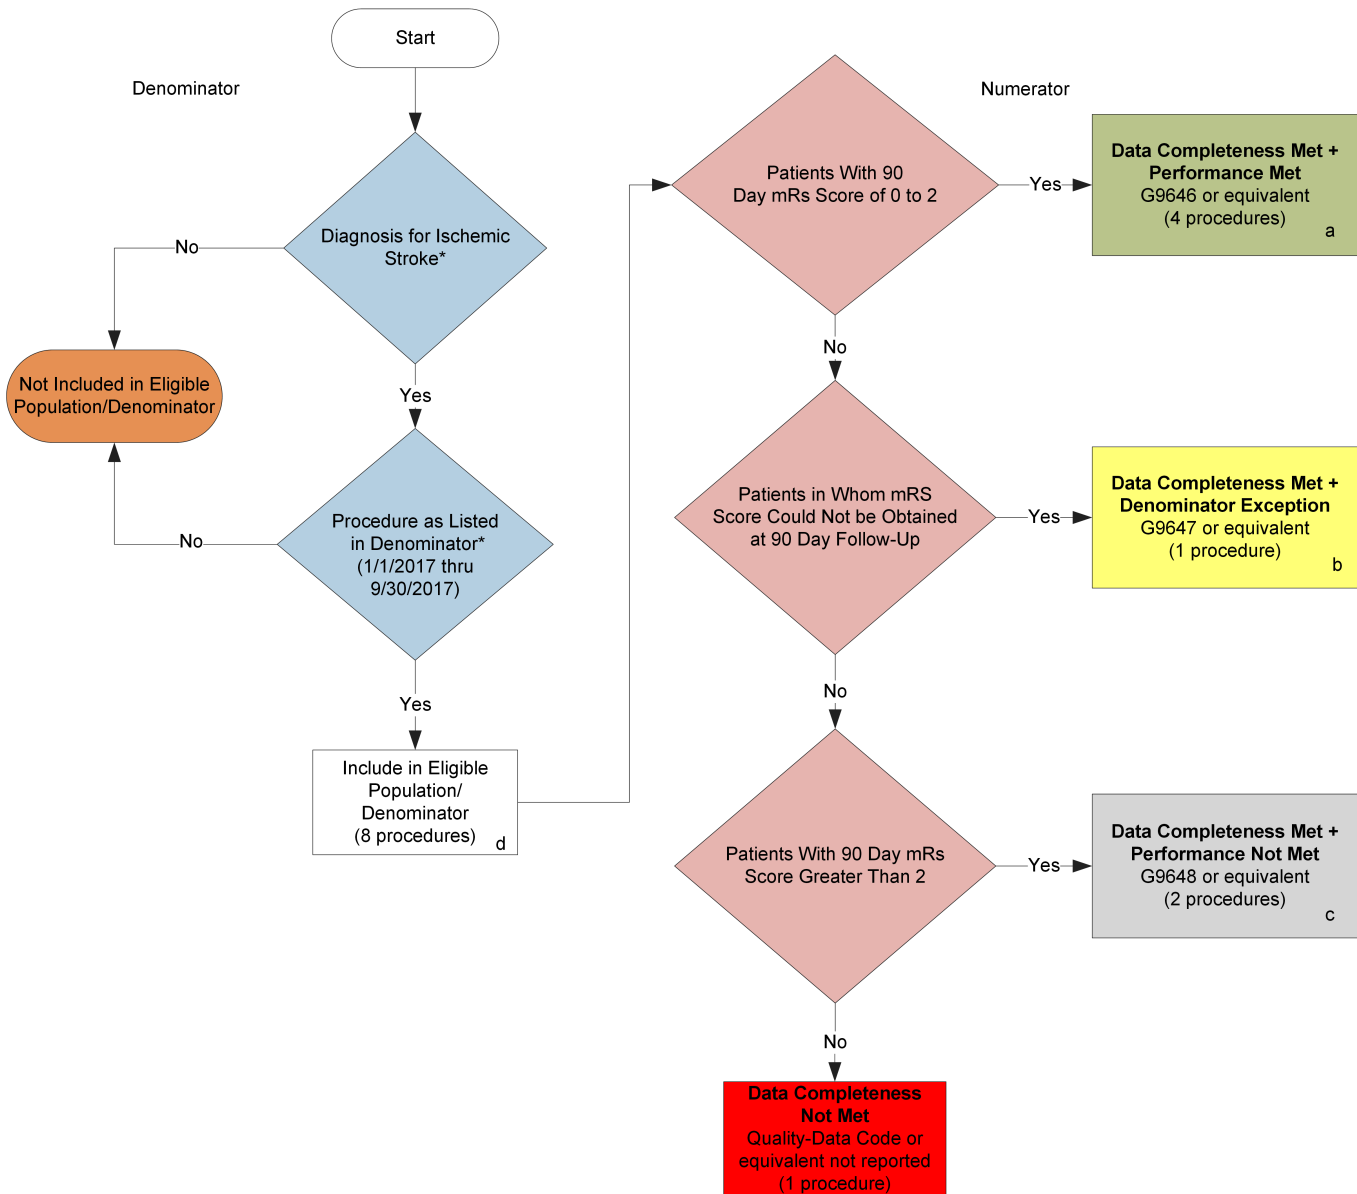 Start
Denominator
Diagnosis for Ischemic
Stroke*
No
Yes
Not Included in Eligible
Population/Denominator
Procedure as Listed
in Denominator*
(1/1/2017 thru
9/30/2017)
No
Yes
Include in Eligible
Population/
Denominator
(8 procedures)
d
Numerator
Patients With 90
Day mRs Score of 0 to 2
Yes
Data Completeness Met +
Performance Met
G9646 or equivalent
(4 procedures)
a
No
Patients in Whom mRS
Score Could Not be Obtained
at 90 Day Follow-Up
Yes
Data Completeness Met +
Denominator Exception
G9647 or equivalent
(1 procedure)
b
No
Patients With 90 Day mRs
Score Greater Than 2
Yes
Data Completeness Met +
Performance Not Met
G9648 or equivalent
(2 procedures)
c
No
Data Completeness
Not Met
Quality-Data Code or
equivalent not reported
(1 procedure)